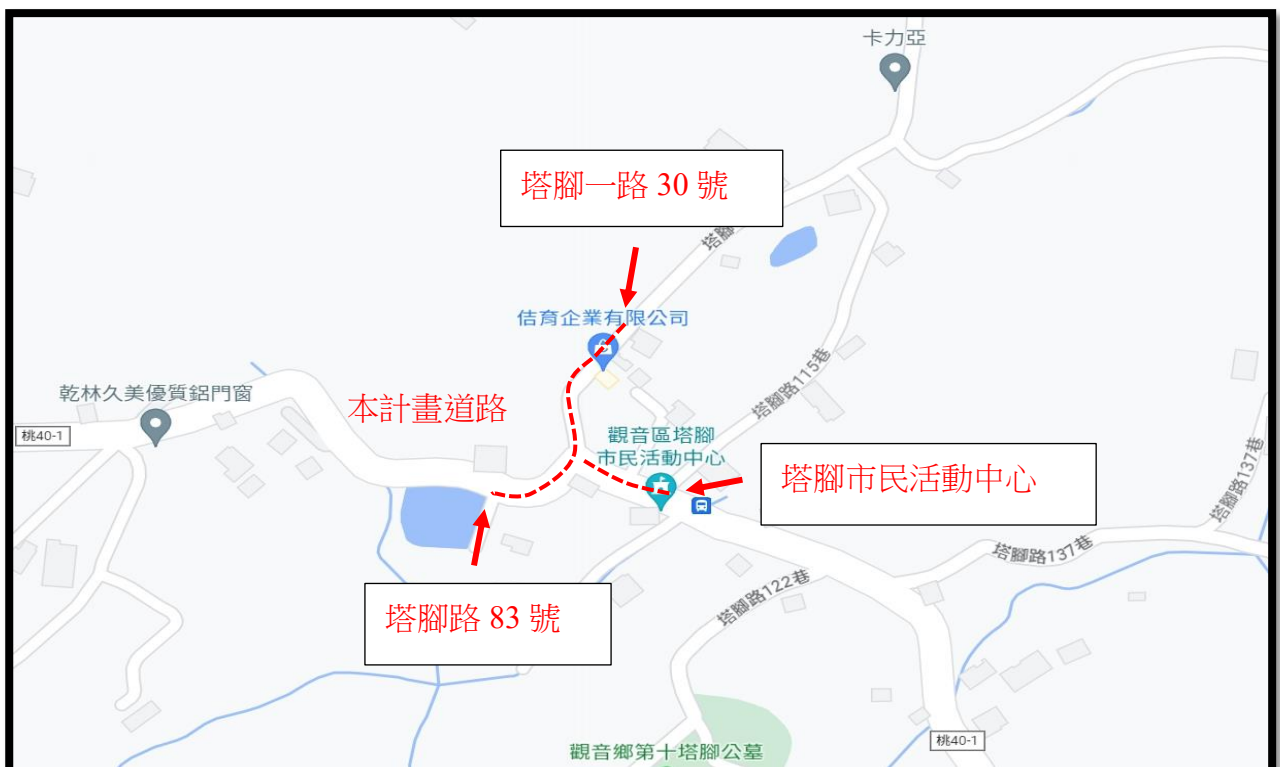 卡力亞
塔腳一路 30 號
塔腳
佶育企業有限公司
乾林久美優質鋁門窗
本計畫道路
塔腳路115巷
桃40-1
觀音區塔腳
市民活動中心
塔腳市民活動中心
塔腳路137巷
塔腳路137巷
塔腳路 83 號
塔腳路122巷
桃40-1
觀音鄉第十塔腳公墓